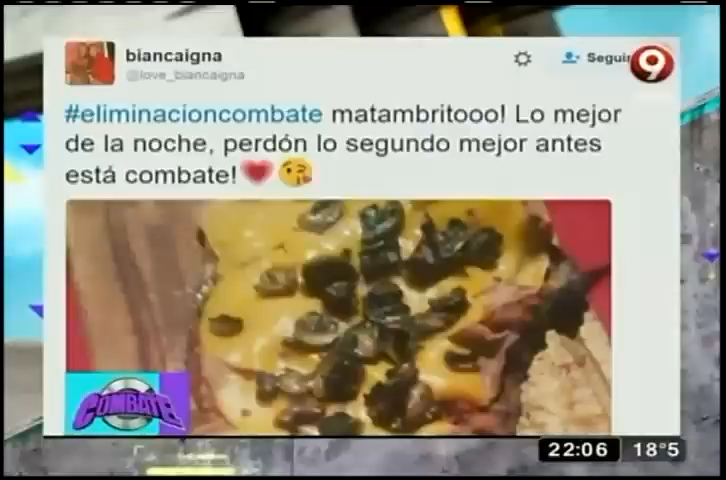 biancaigna
@love_biancaigna
Seguir
9
#eliminacioncombate matambritooo! Lo mejor
de la noche, perdón lo segundo mejor antes
está combate!
COMBATE
22:06 18°5